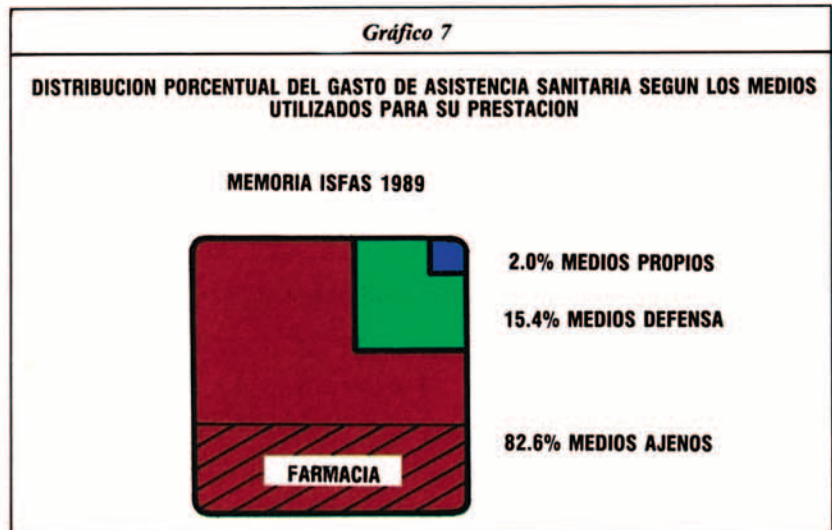 Gráfico 7
DISTRIBUCION PORCENTUAL DEL GASTO DE ASISTENCIA SANITARIA SEGUN LOS MEDIOS
UTILIZADOS PARA SU PRESTACION
MEMORIA ISFAS 1989
2.0% MEDIOS PROPIOS
15.4% MEDIOS DEFENSA
82.6% MEDIOS AJENOS
FARMACIA